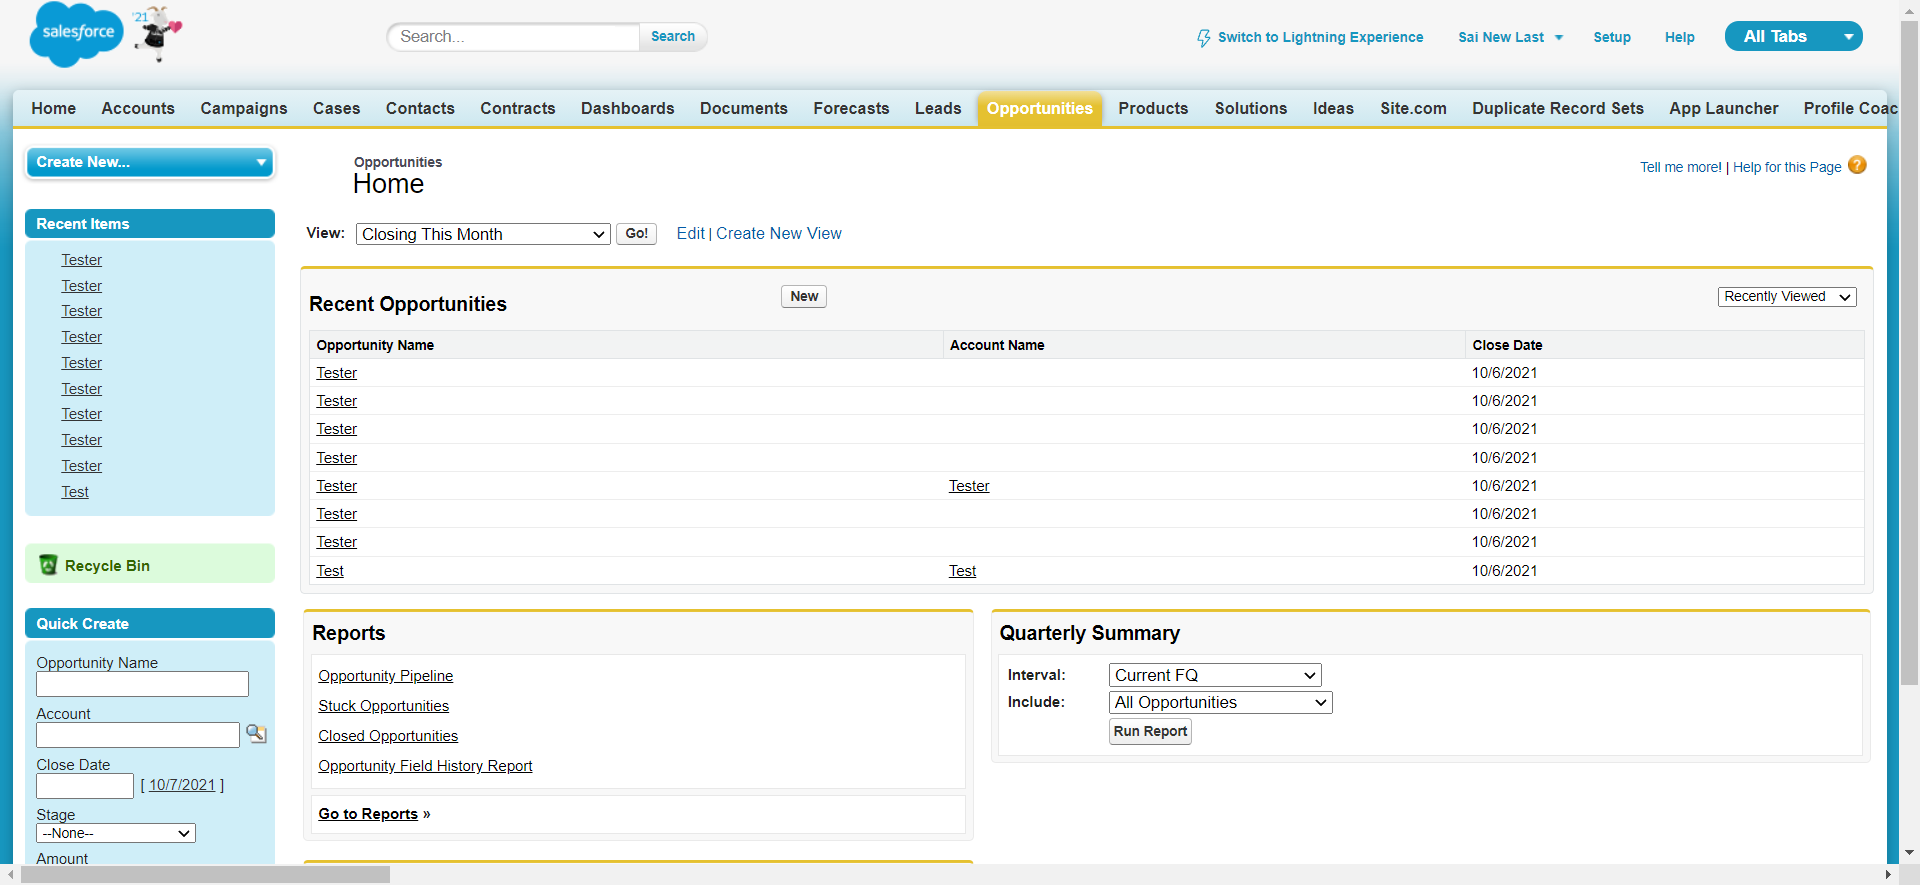 salesforce
'21
Search...
Search
Switch to Lightning Experience
Sai New Last
Setup
Help
All Tabs
Home Accounts Campaigns Cases Contacts Contracts Dashboards Documents Forecasts Leads Opportunities Products Solutions Ideas Site.com Duplicate Record Sets App Launcher Profile Coac
Create New...
Recent Items
Tester
Tester
Tester
Tester
Tester
Tester
Tester
Tester
Tester
Test
Recycle Bin
Quick Create
Opportunity Name
Account
Close Date
[ 10/7/2021 ]
Stage
--None--
Amount
Opportunities
Home
Tell me more! | Help for this Page ?
View: Closing This Month Go! Edit | Create New View
Recent Opportunities New Recently Viewed
Opportunity Name Account Name Close Date
Tester 10/6/2021
Tester 10/6/2021
Tester 10/6/2021
Tester 10/6/2021
Tester Tester 10/6/2021
Tester 10/6/2021
Tester 10/6/2021
Test Test 10/6/2021
Reports
Opportunity Pipeline
Stuck Opportunities
Closed Opportunities
Opportunity Field History Report
Go to Reports »
Quarterly Summary
Interval: Current FQ
Include: All Opportunities
Run Report